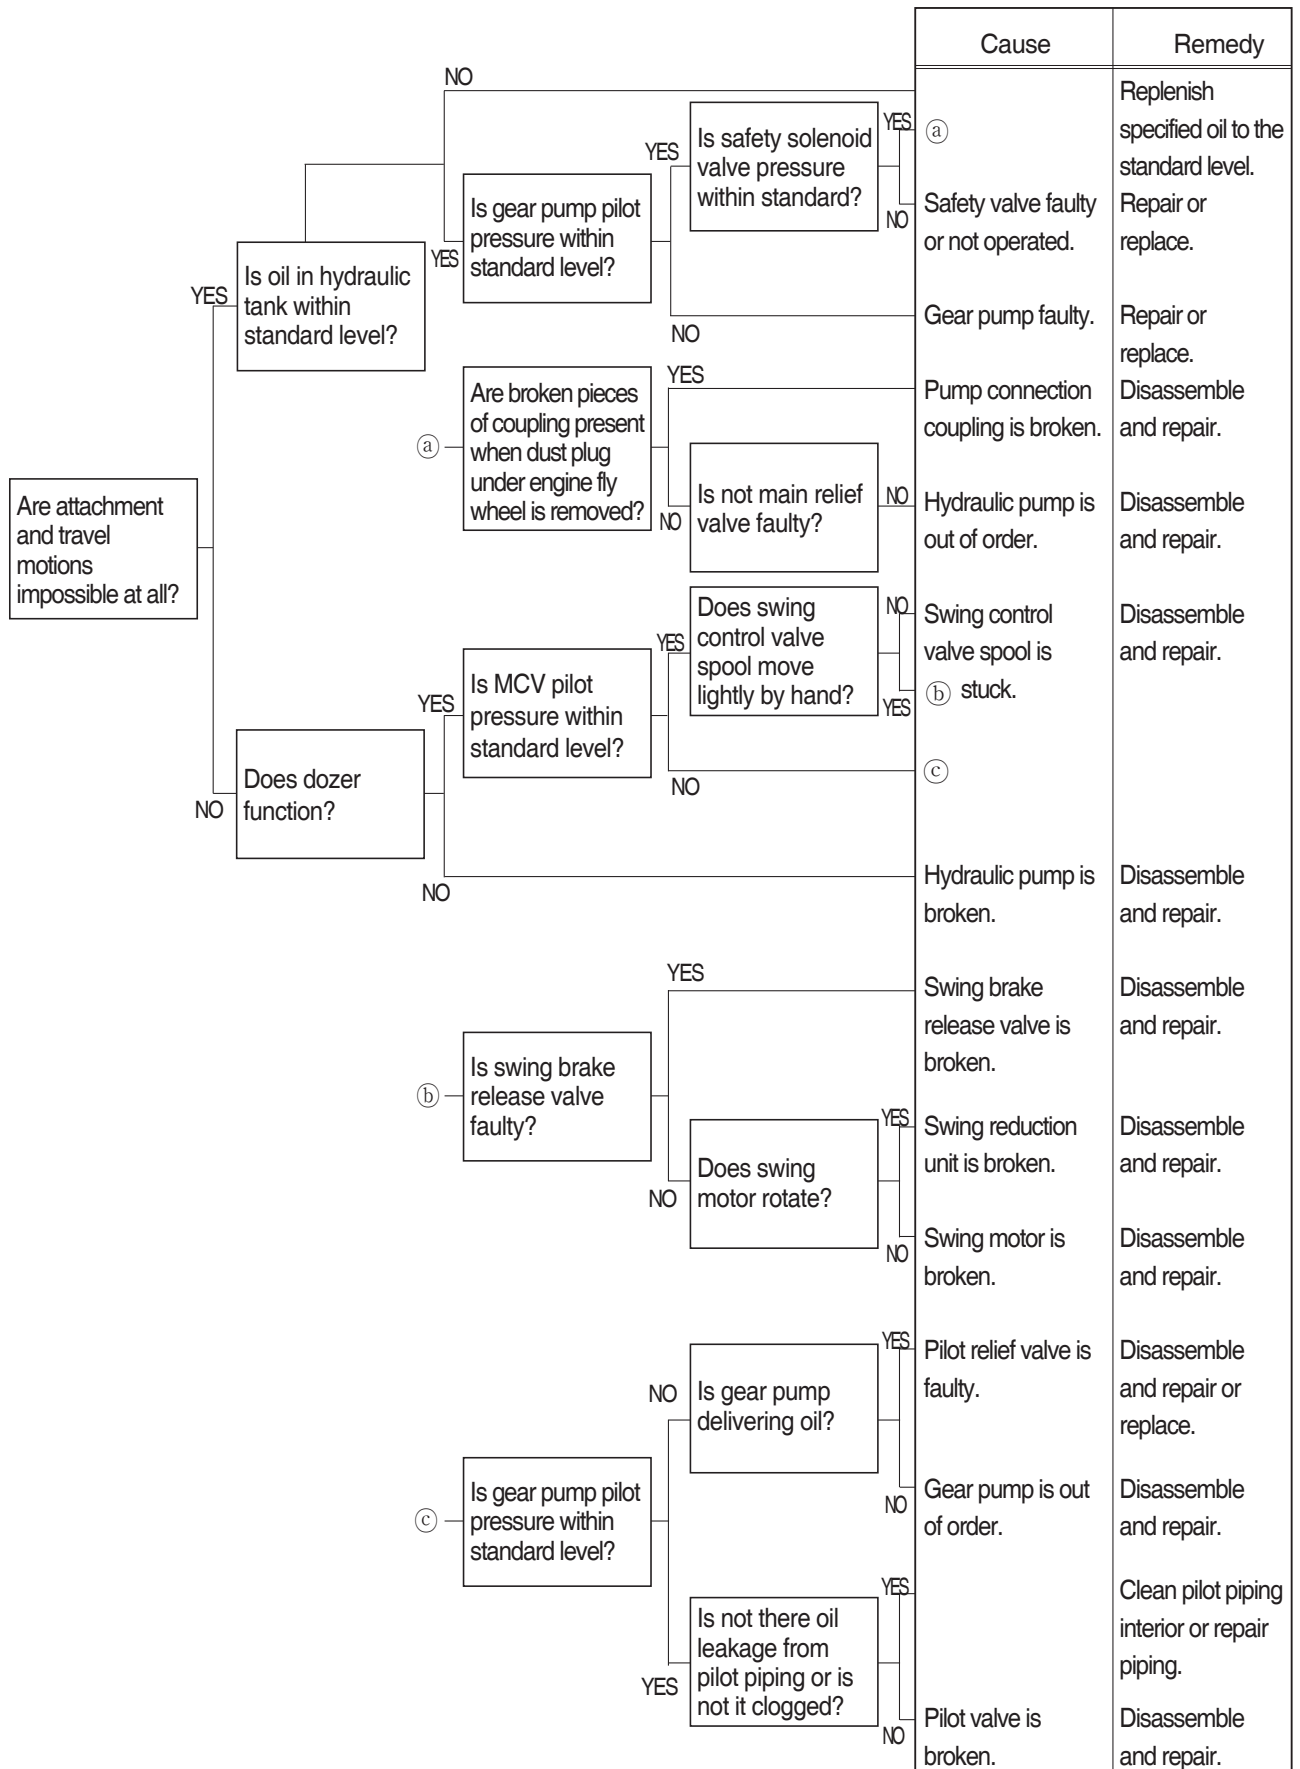 Cause
Remedy
NO
Replenish
specified oil to the
standard level.
YES
Is safety solenoid
valve pressure
within standard?
YES
ⓐ
NO
Safety valve faulty
or not operated.
Repair or
replace.
Is gear pump pilot
pressure within
standard level?
YES
Is oil in hydraulic
tank within
standard level?
YES
NO
Gear pump faulty.
Repair or
replace.
ⓐ
Are broken pieces
of coupling present
when dust plug
under engine fly
wheel is removed?
YES
Pump connection
coupling is broken.
Disassemble
and repair.
NO
Is not main relief
valve faulty?
NO
Hydraulic pump is
out of order.
Disassemble
and repair.
Are attachment
and travel
motions
impossible at all?
Does swing
control valve
spool move
lightly by hand?
NO
Swing control
valve spool is
ⓑ stuck.
Disassemble
and repair.
YES
YES
Is MCV pilot
pressure within
standard level?
YES
NO
ⓒ
Does dozer
function?
NO
NO
Hydraulic pump is
broken.
Disassemble
and repair.
YES
Swing brake
release valve is
broken.
Disassemble
and repair.
ⓑ
Is swing brake
release valve
faulty?
NO
Does swing
motor rotate?
YES
Swing reduction
unit is broken.
Disassemble
and repair.
NO
Swing motor is
broken.
Disassemble
and repair.
NO
Is gear pump
delivering oil?
YES
Pilot relief valve is
faulty.
Disassemble
and repair or
replace.
NO
Gear pump is out
of order.
Disassemble
and repair.
ⓒ
Is gear pump pilot
pressure within
standard level?
YES
Is not there oil
leakage from
pilot piping or is
not it clogged?
YES
Clean pilot piping
interior or repair
piping.
NO
Pilot valve is
broken.
Disassemble
and repair.